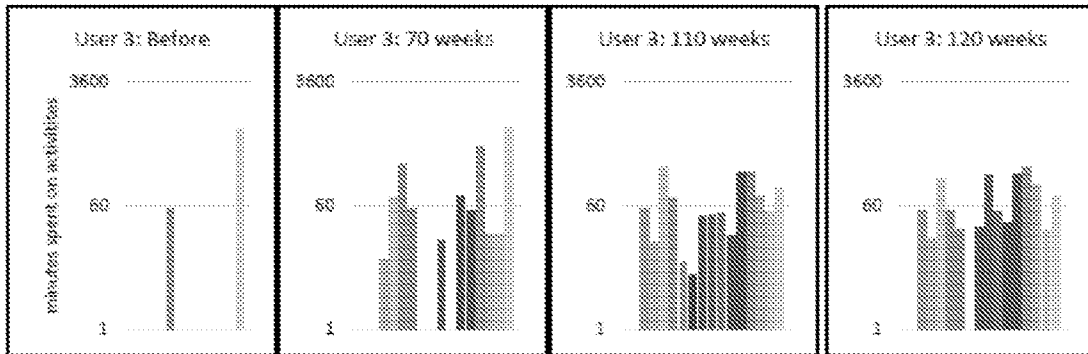 User 3: Before
3600
60
1
minutes spent on activities
User 3: 70 weeks
3600
60
1
User 3: 110 weeks
3600
60
1
User 3: 120 weeks
3600
60
1